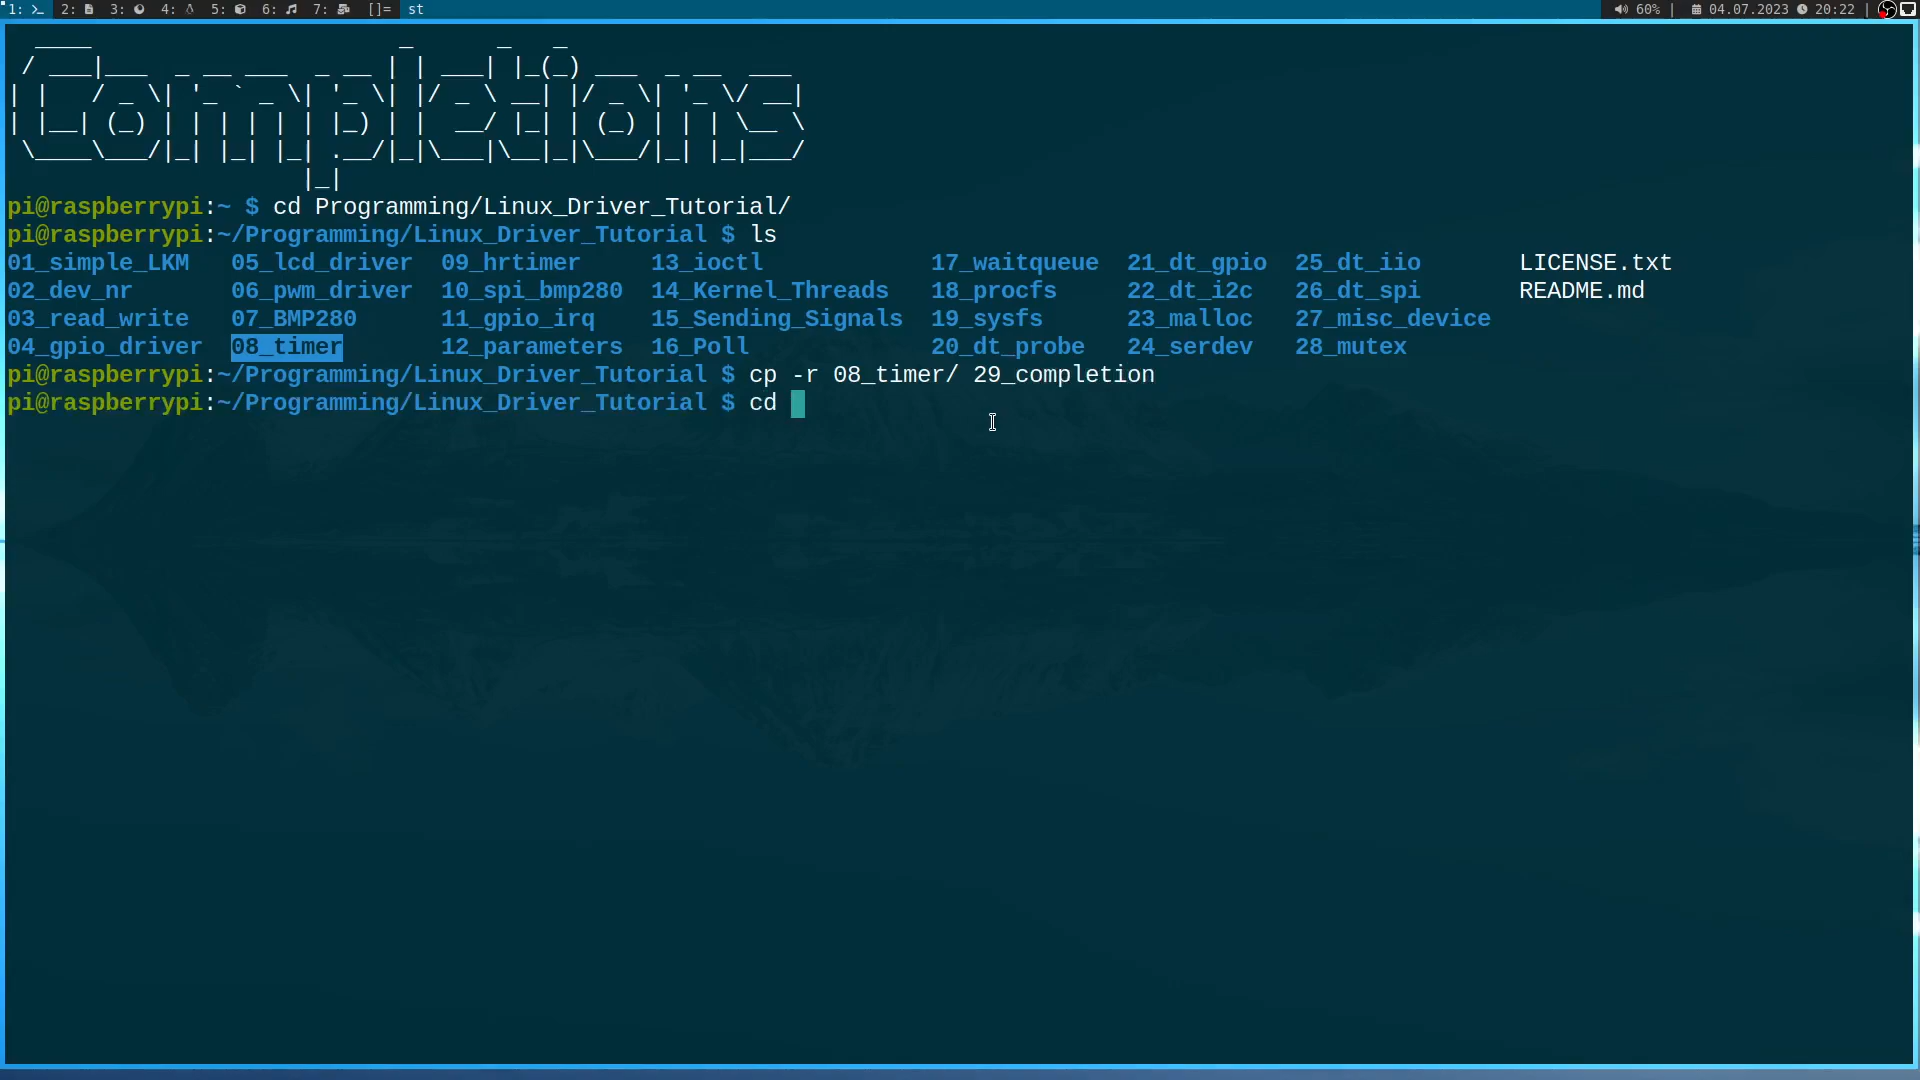 1: 2: 3: 4: 5: 6: 7: []= st 60% | 04.07.2023 20:22 |
Completions
pi@raspberrypi:~ $ cd Programming/Linux_Driver_Tutorial/
pi@raspberrypi:~/Programming/Linux_Driver_Tutorial $ ls
01_simple_LKM 05_lcd_driver 09_hrtimer 13_ioctl 17_waitqueue 21_dt_gpio 25_dt_iio LICENSE.txt
02_dev_nr 06_pwm_driver 10_spi_bmp280 14_Kernel_Threads 18_procfs 22_dt_i2c 26_dt_spi README.md
03_read_write 07_BMP280 11_gpio_irq 15_Sending_Signals 19_sysfs 23_malloc 27_misc_device
04_gpio_driver 08_timer 12_parameters 16_Poll 20_dt_probe 24_serdev 28_mutex
pi@raspberrypi:~/Programming/Linux_Driver_Tutorial $ cp -r 08_timer/ 29_completion
pi@raspberrypi:~/Programming/Linux_Driver_Tutorial $ cd